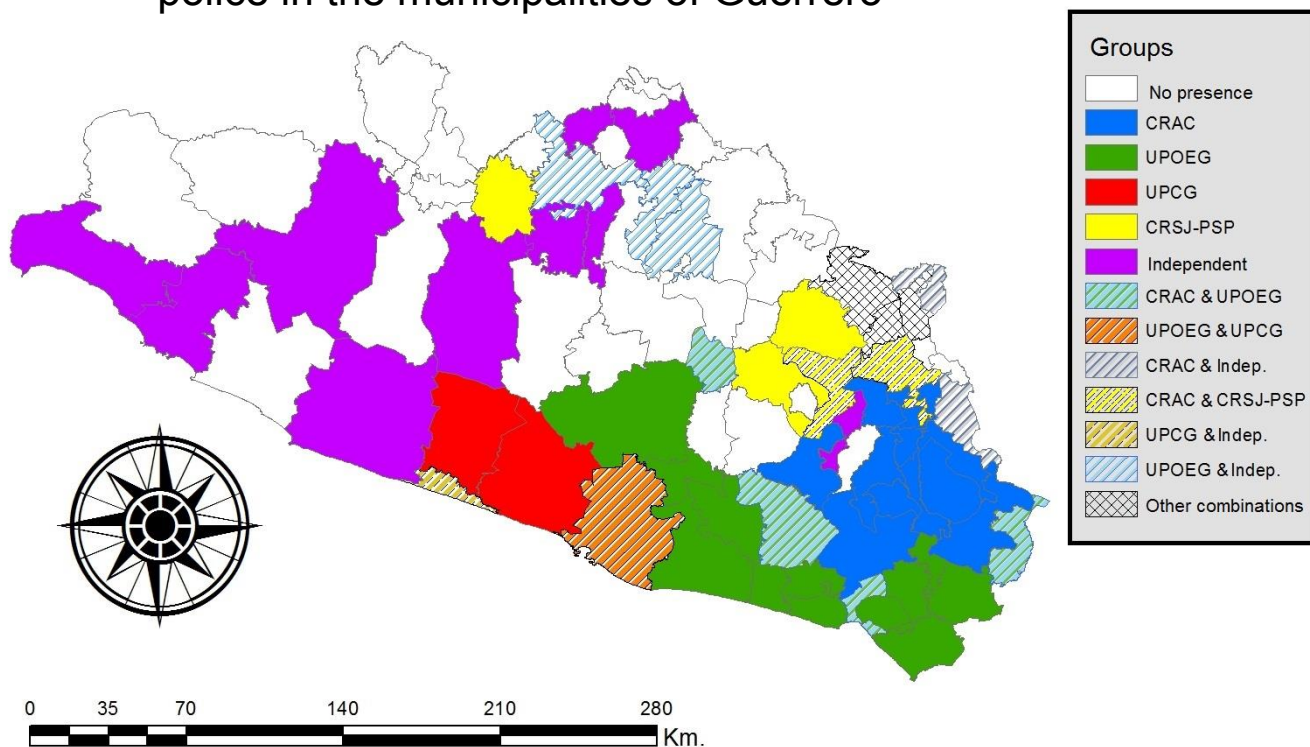 police in the municipalities of Guerrero
Groups
No presence
CRAC
UPOEG
UPCG
CRSJ-PSP
Independent
CRAC & UPOEG
UPOEG & UPCG
CRAC & Indep.
CRAC & CRSJ-PSP
UPCG &Indep.
UPOEG & Indep.
Other combinations
0 35 70 140 210 280
Km.